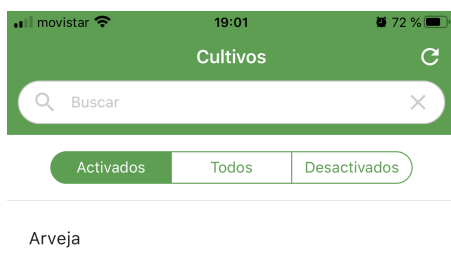 movistar 19:01 72 %
Cultivos
Buscar
Activados Todos Desactivados
Arveja